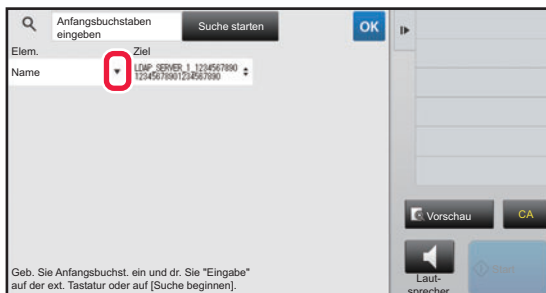 Anfangsbuchstaben
eingeben
Suche starten
OK
Elem.
Ziel
Name
LDAP_SERVER_1_1234567890
12345678901234567890
Vorschau
CA
Geb. Sie Anfangsbuchst. ein und dr. Sie "Eingabe"
auf der ext. Tastatur oder auf [Suche beginnen].
Laut-
sprecher
Start